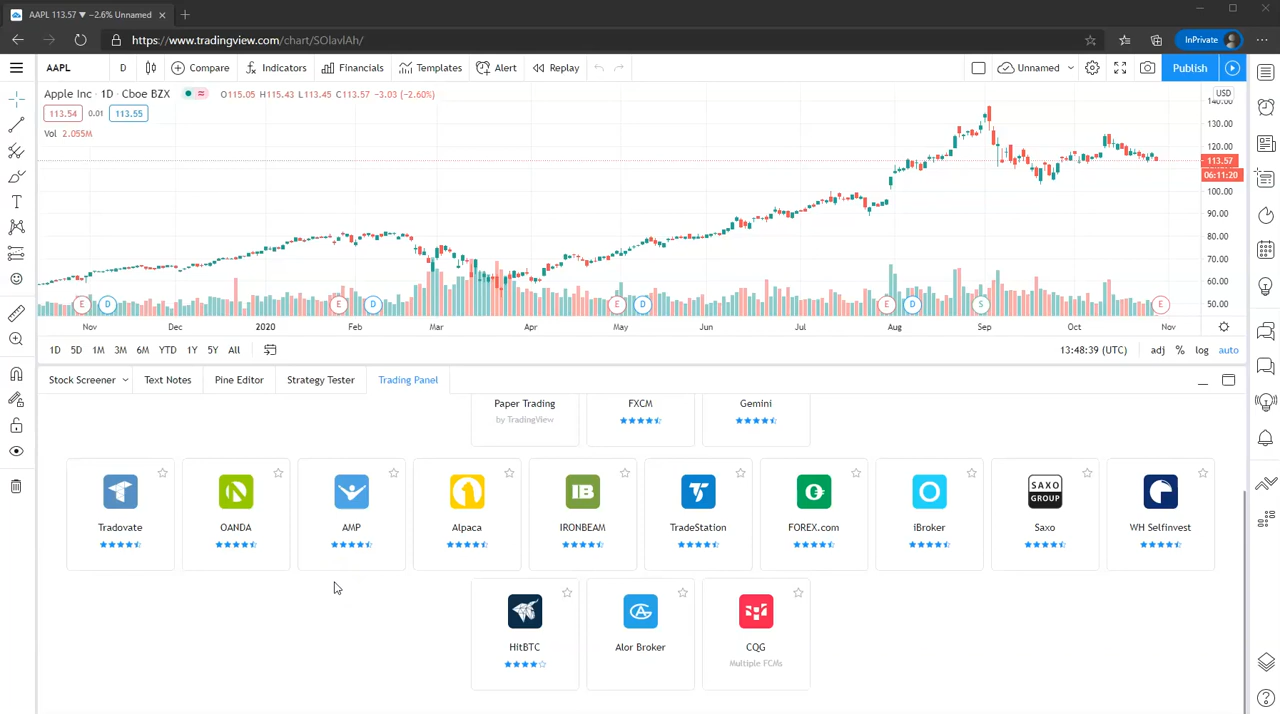 AAPL 113.57 ▼ −2.6% Unnamed
https://www.tradingview.com/chart/SOlavlAh/
InPrivate
AAPL D Compare Indicators Financials Templates Alert Replay Unnamed Publish
Apple Inc · 1D · Cboe BZX O115.05 H115.43 L113.45 C113.57 −3.03 (−2.60%)
113.54 0.01 113.55
Vol 2.055M
USD
140.00
130.00
120.00
113.57
06:11:20
100.00
90.00
80.00
70.00
60.00
50.00
E D E D E D E D S E
Nov Dec 2020 Feb Mar Apr May Jun Jul Aug Sep Oct Nov
1D 5D 1M 3M 6M YTD 1Y 5Y All 13:48:39 (UTC) adj % log auto
Stock Screener Text Notes Pine Editor Strategy Tester Trading Panel
Paper Trading FXCM Gemini
by TradingView
SAXO
GROUP
Tradovate OANDA AMP Alpaca IRONBEAM TradeStation FOREX.com iBroker Saxo WH Selfinvest
HitBTC Alor Broker CQG
Multiple FCMs